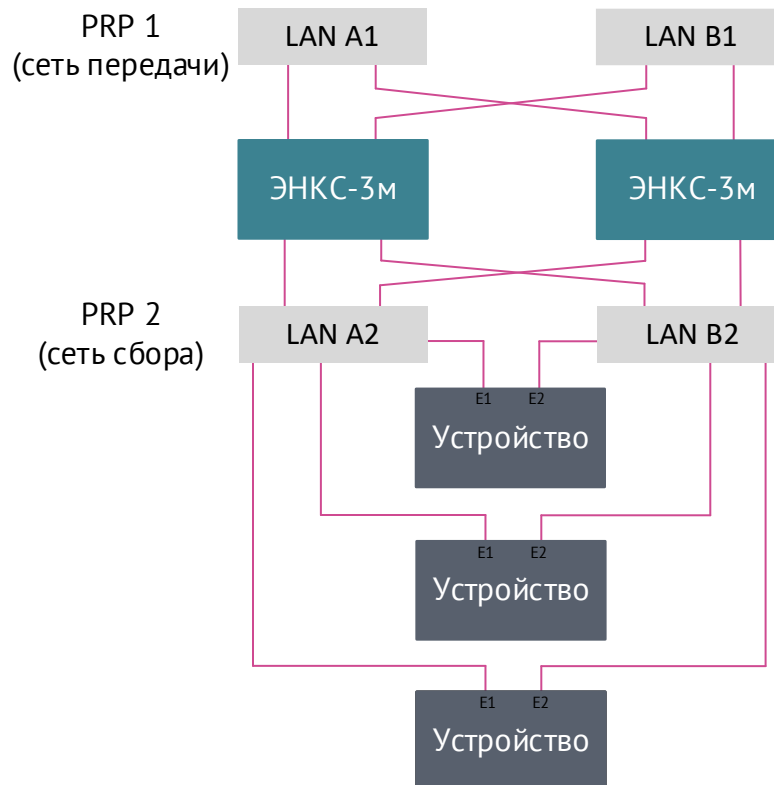 PRP 1
(сеть передачи)
LAN A1
LAN B1
ЭНКС-3м
ЭНКС-3м
PRP 2
(сеть сбора)
LAN A2
LAN B2
E1 E2
Устройство
E1 E2
Устройство
E1 E2
Устройство